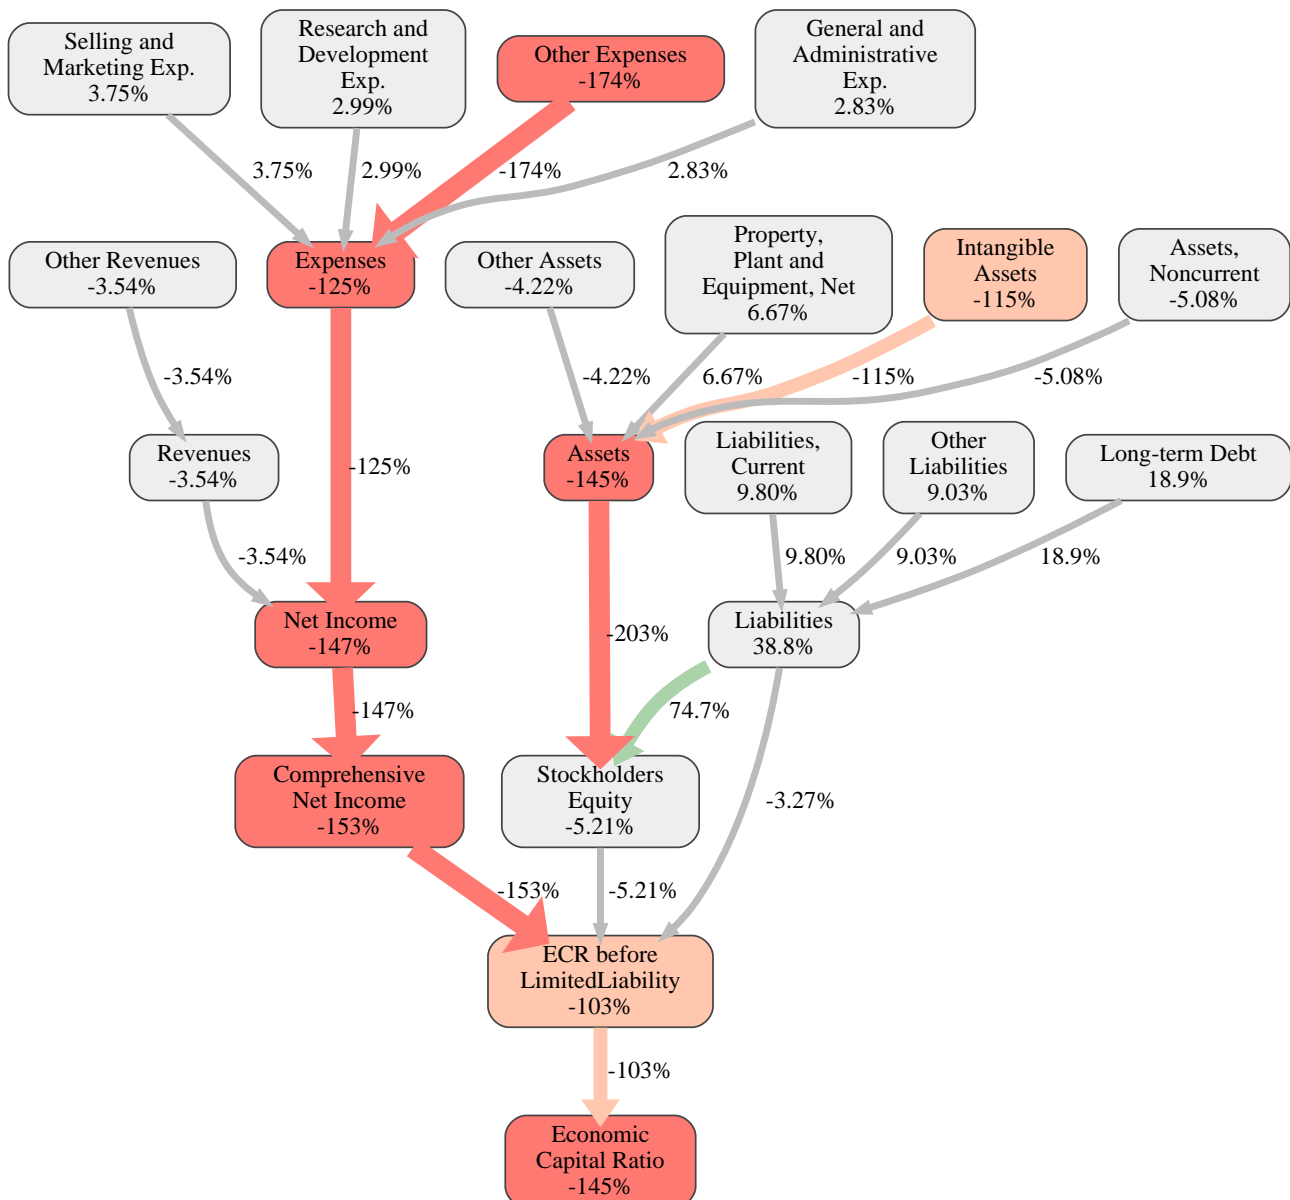 Selling and
Marketing Exp.
3.75%
Research and
Development
Exp.
2.99%
Other Expenses
-174%
General and
Administrative
Exp.
2.83%
3.75%
2.99%
-174%
2.83%
Other Revenues
-3.54%
Expenses
-125%
Other Assets
-4.22%
Property,
Plant and
Equipment, Net
6.67%
Intangible
Assets
-115%
Assets,
Noncurrent
-5.08%
-3.54%
-4.22%
6.67%
-115%
-5.08%
Revenues
-3.54%
-125%
Assets
-145%
Liabilities,
Current
9.80%
Other
Liabilities
9.03%
Long-term Debt
18.9%
-3.54%
9.80%
9.03%
18.9%
Net Income
-147%
-203%
Liabilities
38.8%
-147%
74.7%
Comprehensive
Net Income
-153%
Stockholders
Equity
-5.21%
-3.27%
-153%
-5.21%
ECR before
LimitedLiability
-103%
-103%
Economic
Capital Ratio
-145%